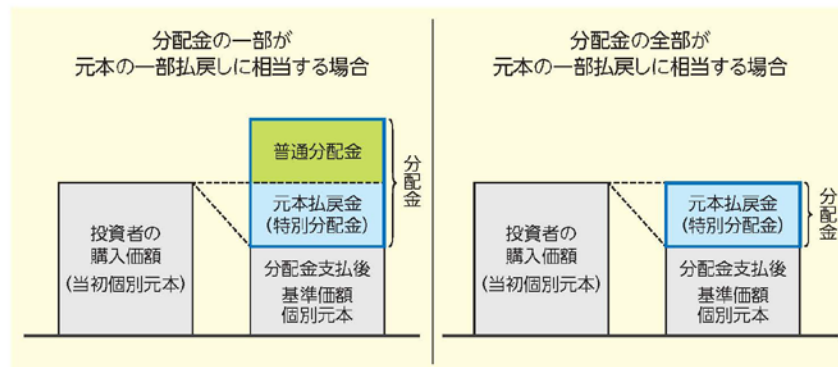 分配金の一部が
元本の一部払戻しに相当する場合
普通分配金
元本払戻金
(特別分配金)
分配金
投資者の
購入価額
(当初個別元本)
分配金支払後
基準価額
個別元本
分配金の全部が
元本の一部払戻しに相当する場合
元本払戻金
(特別分配金)
分配金
投資者の
購入価額
(当初個別元本)
分配金支払後
基準価額
個別元本